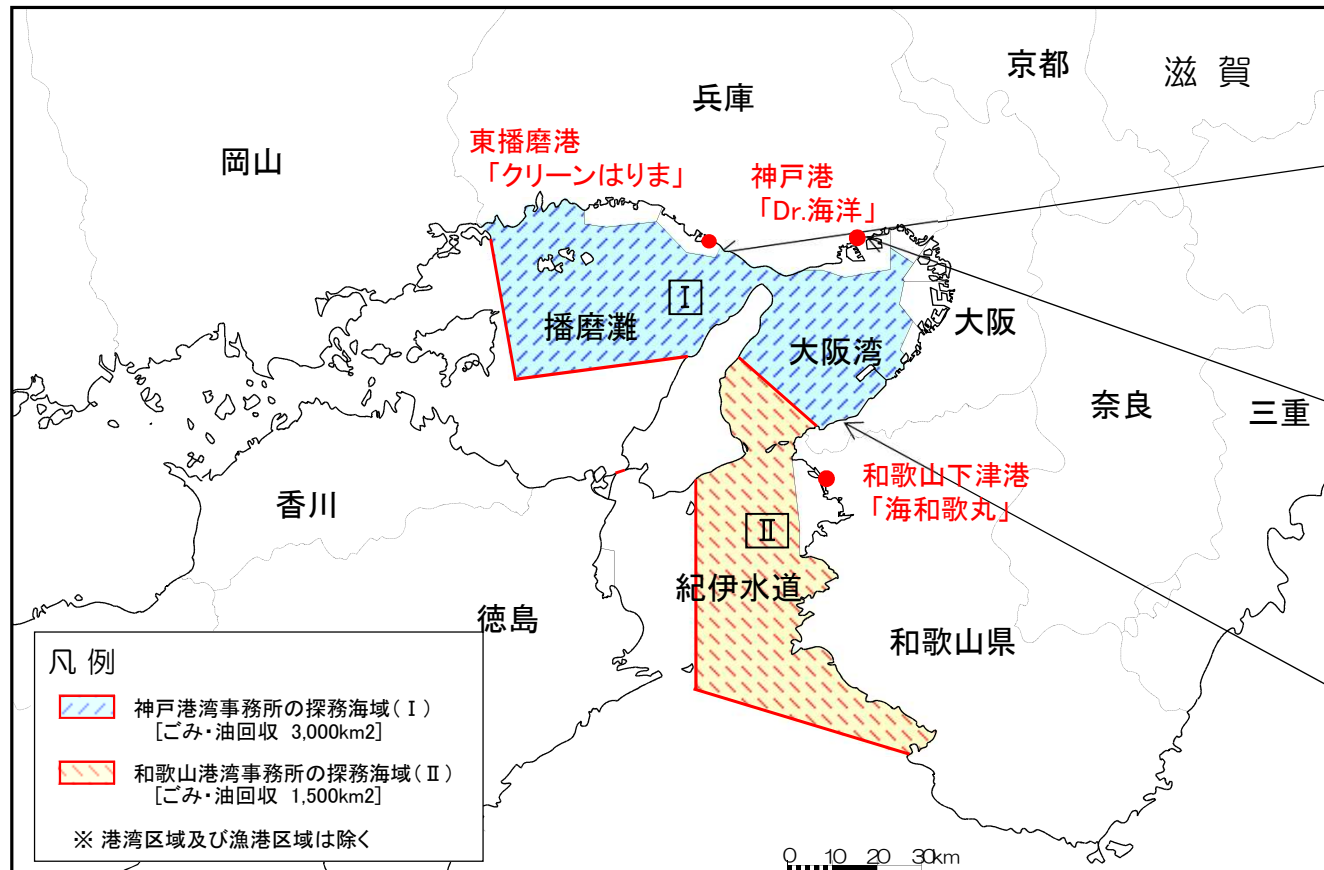 京都
滋 賀
兵庫
東播磨港
「クリーンはりま」
神戸港
「Dr.海洋」
岡山
Ⅰ
播磨灘
大阪湾
大阪
奈良
三重
和歌山下津港
「海和歌丸」
香川
Ⅱ
紀伊水道
徳島
和歌山県
凡 例
神戸港湾事務所の探務海域(Ⅰ)
[ごみ・油回収 3,000km2]
和歌山港湾事務所の探務海域(Ⅱ)
[ごみ・油回収 1,500km2]
※ 港湾区域及び漁港区域は除く
0 10 20 30km